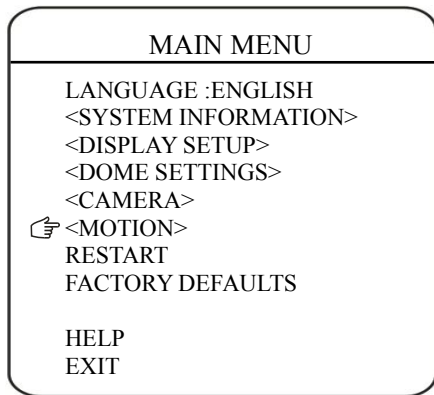 MAIN MENU
LANGUAGE :ENGLISH
<SYSTEM INFORMATION>
<DISPLAY SETUP>
<DOME SETTINGS>
<CAMERA>
<MOTION>
RESTART
FACTORY DEFAULTS
HELP
EXIT